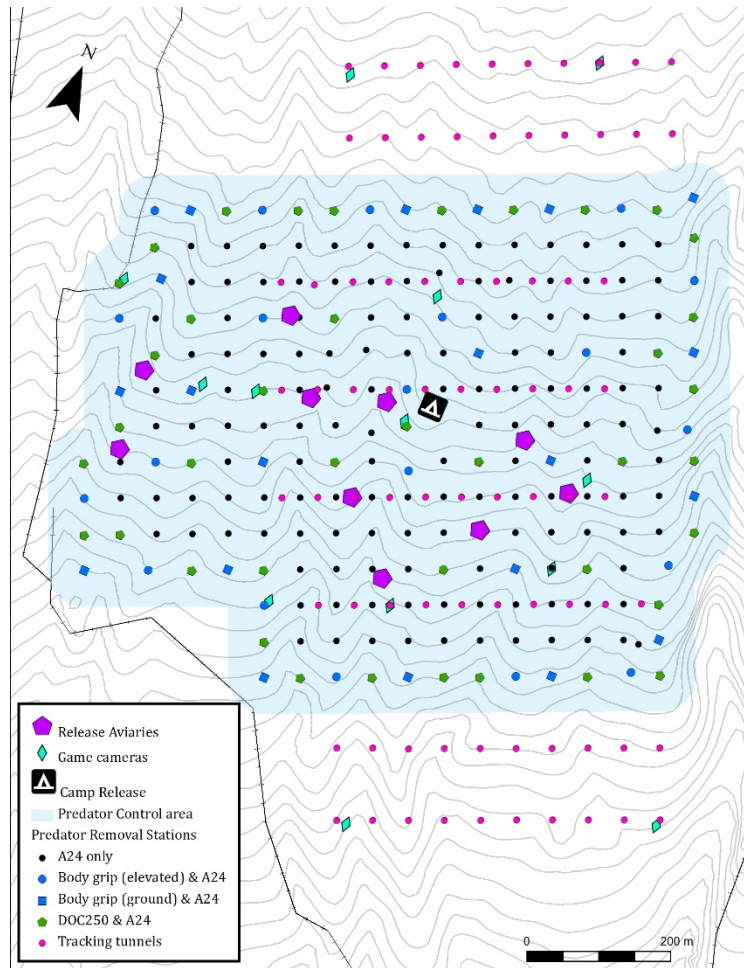 N
Release Aviaries
Game cameras
Camp Release
Predator Control area
Predator Removal Stations
A24 only
Body grip (elevated) & A24
Body grip (ground) & A24
DOC250 & A24
Tracking tunnels
0 200 m